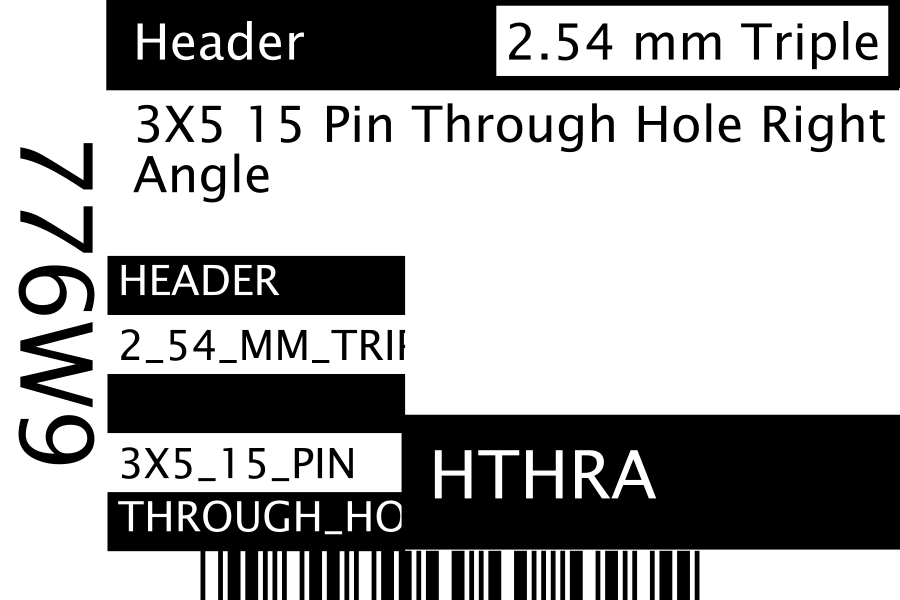 Header
2.54 mm Triple
3X5 15 Pin Through Hole Right
Angle
776W9
HEADER
2_54_MM_TRIP
3X5_15_PIN
THROUGH_HO
HTHRA